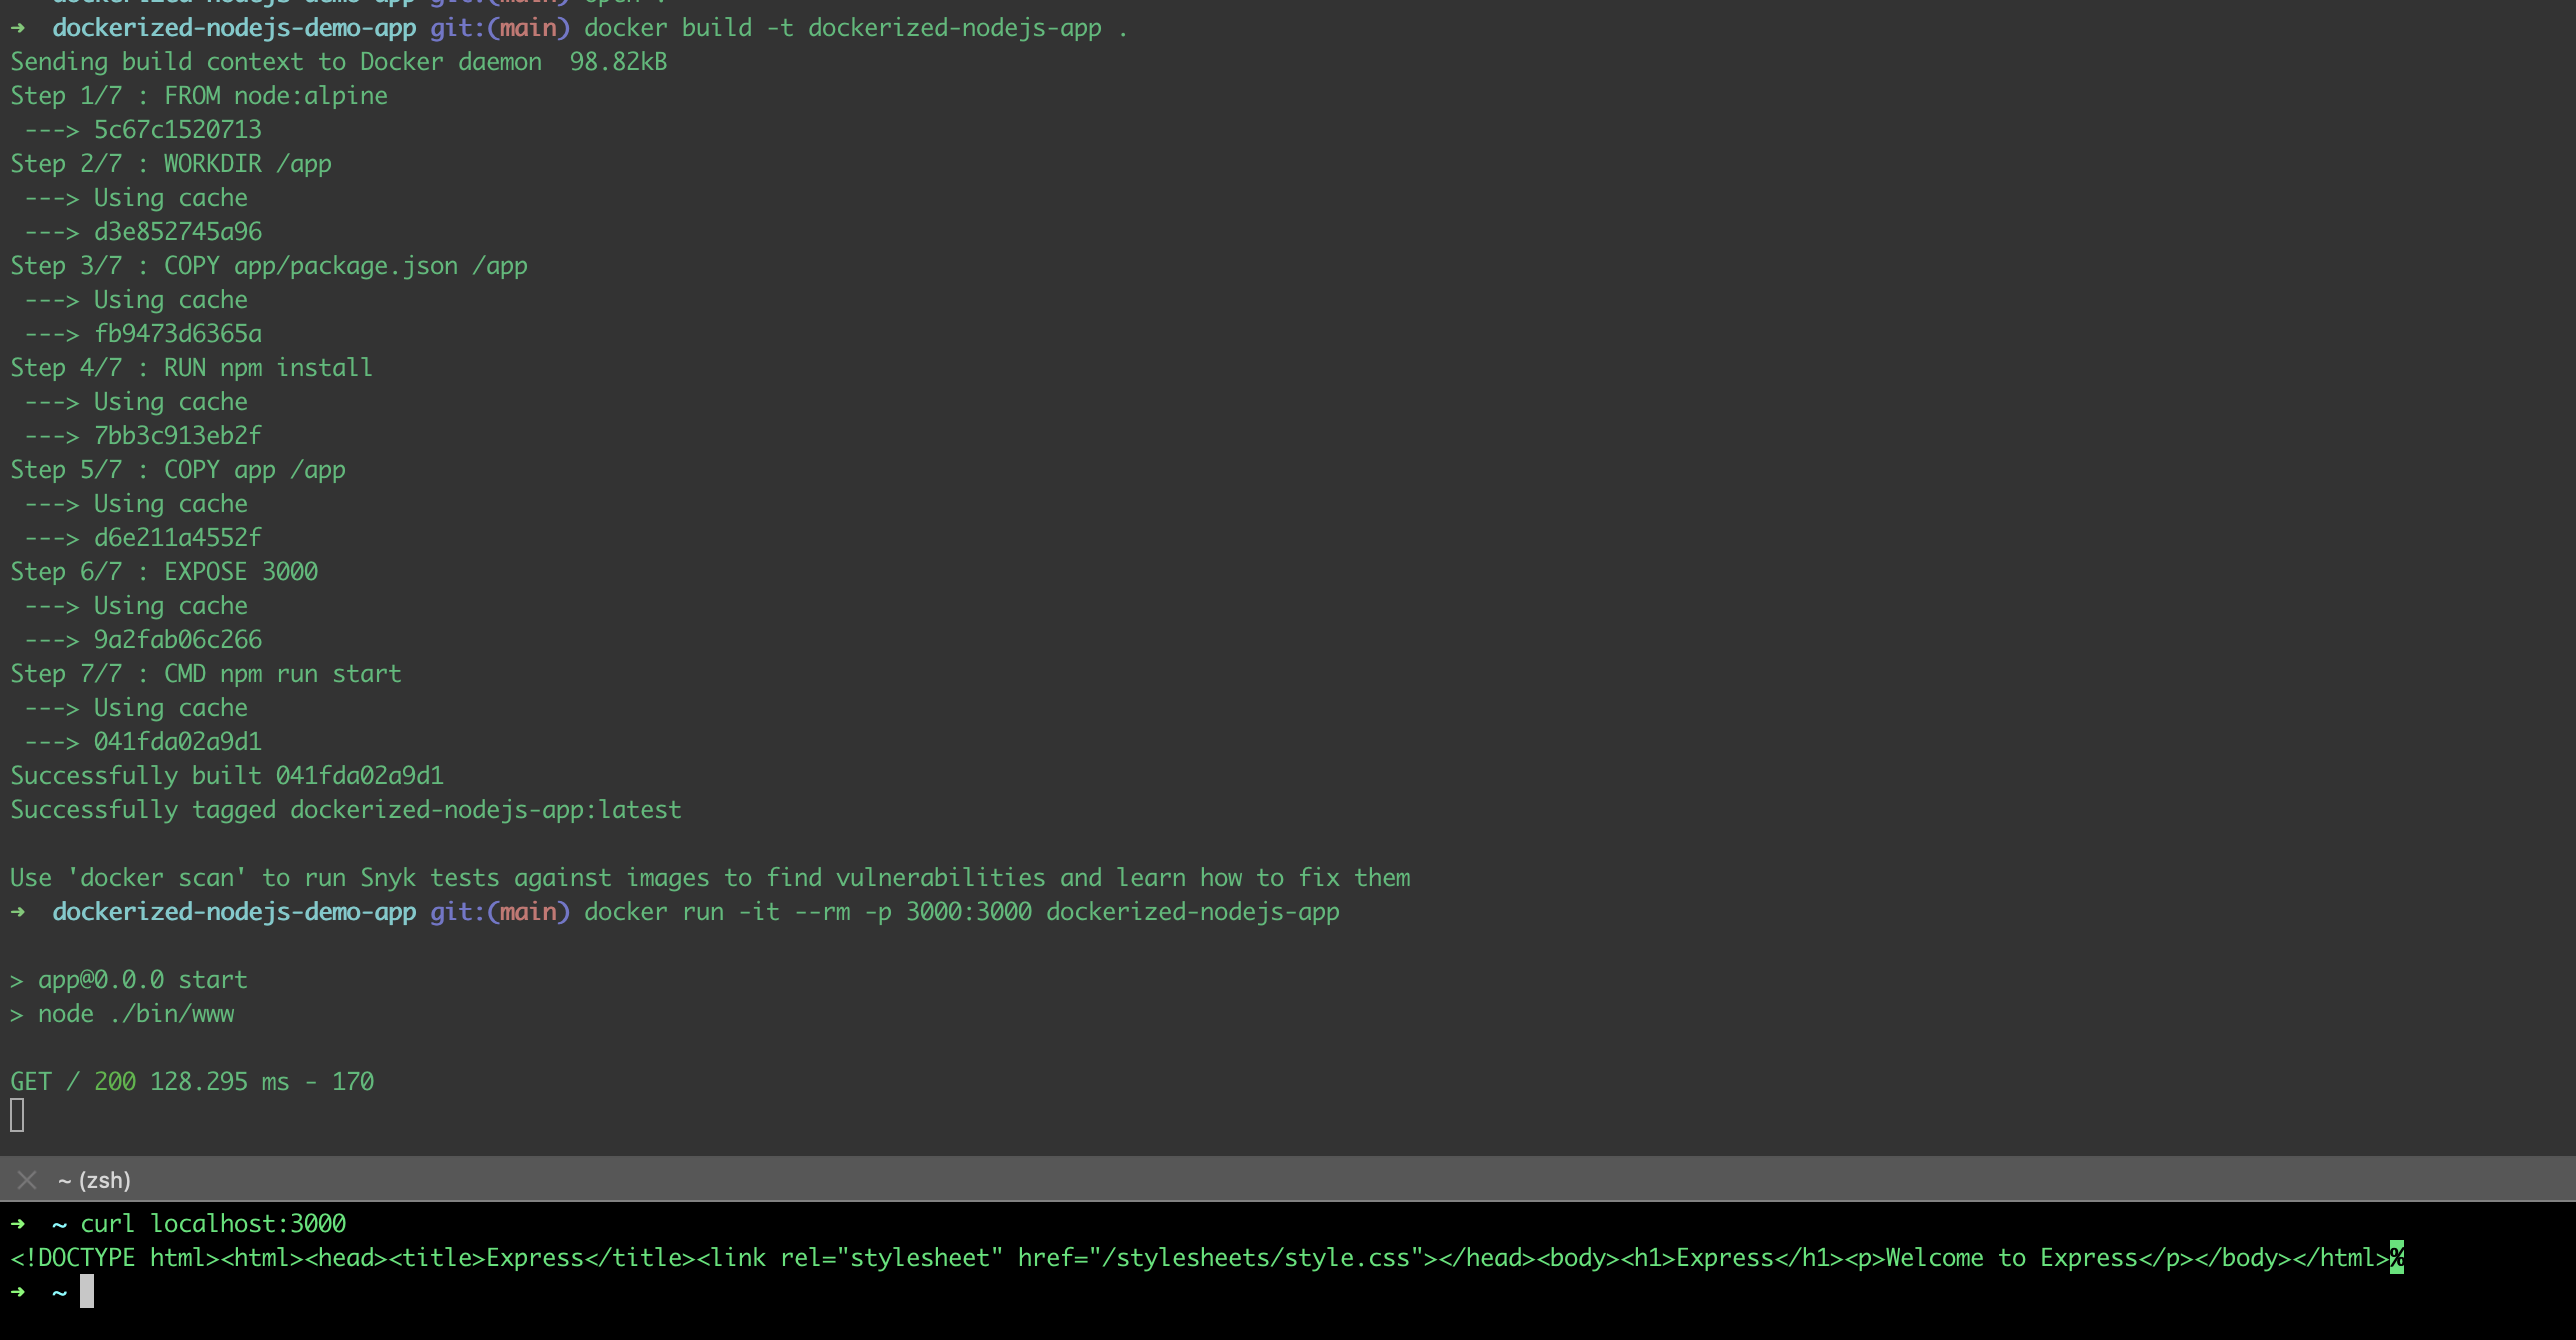 ➜  dockerized-nodejs-demo-app git:(main) open .
➜  dockerized-nodejs-demo-app git:(main) docker build -t dockerized-nodejs-app .
Sending build context to Docker daemon  98.82kB
Step 1/7 : FROM node:alpine
 ---> 5c67c1520713
Step 2/7 : WORKDIR /app
 ---> Using cache
 ---> d3e852745a96
Step 3/7 : COPY app/package.json /app
 ---> Using cache
 ---> fb9473d6365a
Step 4/7 : RUN npm install
 ---> Using cache
 ---> 7bb3c913eb2f
Step 5/7 : COPY app /app
 ---> Using cache
 ---> d6e211a4552f
Step 6/7 : EXPOSE 3000
 ---> Using cache
 ---> 9a2fab06c266
Step 7/7 : CMD npm run start
 ---> Using cache
 ---> 041fda02a9d1
Successfully built 041fda02a9d1
Successfully tagged dockerized-nodejs-app:latest
Use 'docker scan' to run Snyk tests against images to find vulnerabilities and learn how to fix them
➜  dockerized-nodejs-demo-app git:(main) docker run -it --rm -p 3000:3000 dockerized-nodejs-app
> app@0.0.0 start
> node ./bin/www
GET / 200 128.295 ms - 170
~ (zsh)
➜  ~ curl localhost:3000
<!DOCTYPE html><html><head><title>Express</title><link rel="stylesheet" href="/stylesheets/style.css"></head><body><h1>Express</h1><p>Welcome to Express</p></body></html>%
➜  ~